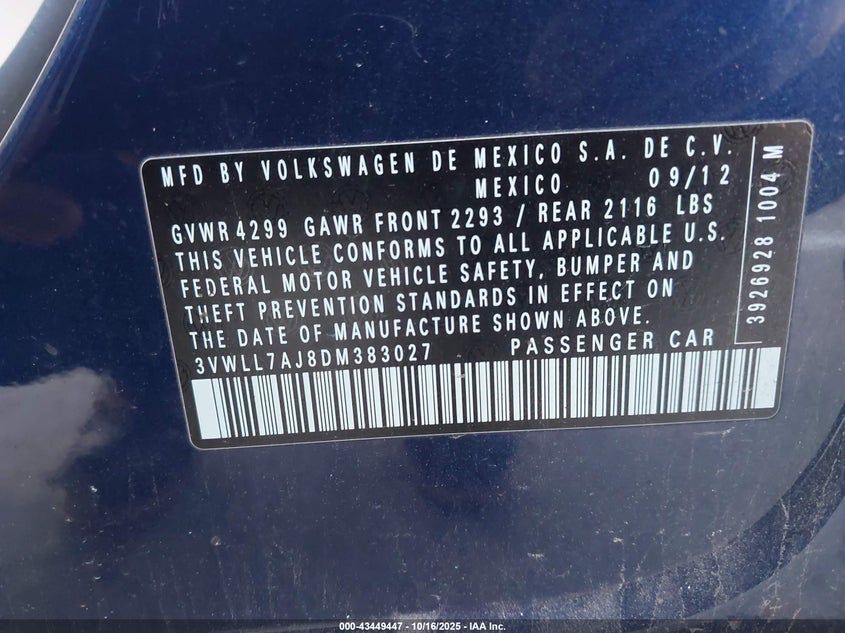 MFD BY VOLKSWAGEN DE MEXICO S.A. DE C.V.
MEXICO 09/12
GVWR 4299 GAWR FRONT 2293 / REAR 2116 LBS
THIS VEHICLE CONFORMS TO ALL APPLICABLE U.S.
FEDERAL MOTOR VEHICLE SAFETY, BUMPER AND
THEFT PREVENTION STANDARDS IN EFFECT ON
THE DATE OF MANUFACTURE SHOWN ABOVE.
3VWLL7AJ8DM383027 PASSENGER CAR
3926928 1004 M
000-43449447 - 10/16/2025 - IAA Inc.